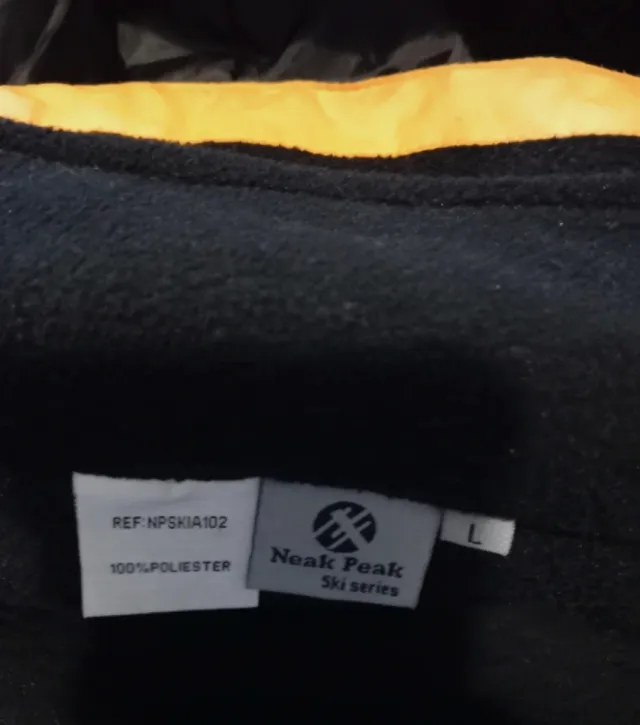 REF:NPSKIA102
100%POLIESTER
Neak Peak
Ski series
L